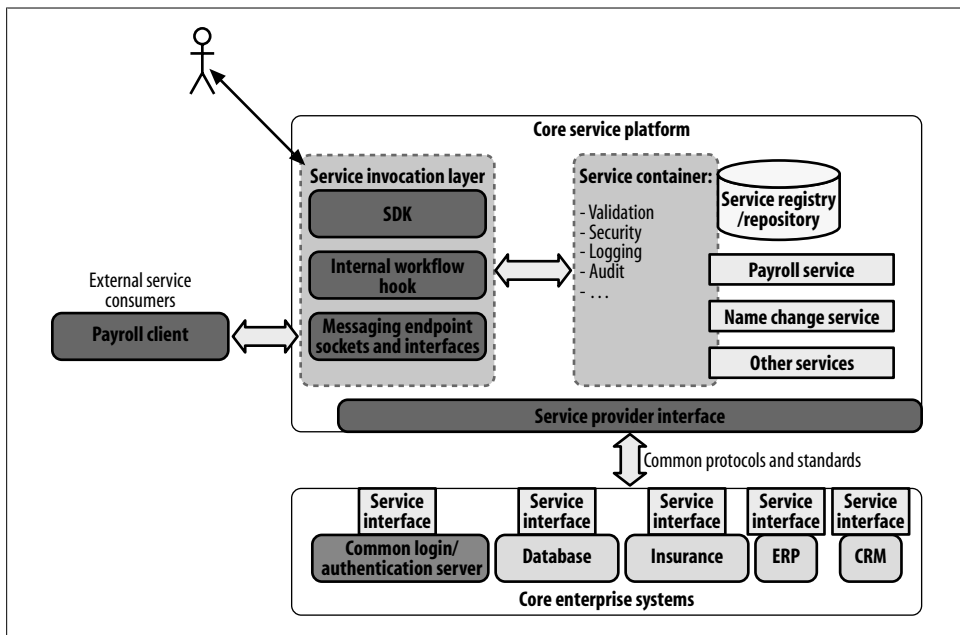 Core service platform
Service invocation layer
SDK
Internal workflow
hook
Messaging endpoint
sockets and interfaces
Service container:
- Validation
- Security
- Logging
- Audit
- ...
Service registry
/repository
Payroll service
Name change service
Other services
External service
consumers
Payroll client
Service provider interface
Common protocols and standards
Service
interface
Common login/
authentication server
Service
interface
Database
Service
interface
Insurance
Service
interface
ERP
Service
interface
CRM
Core enterprise systems